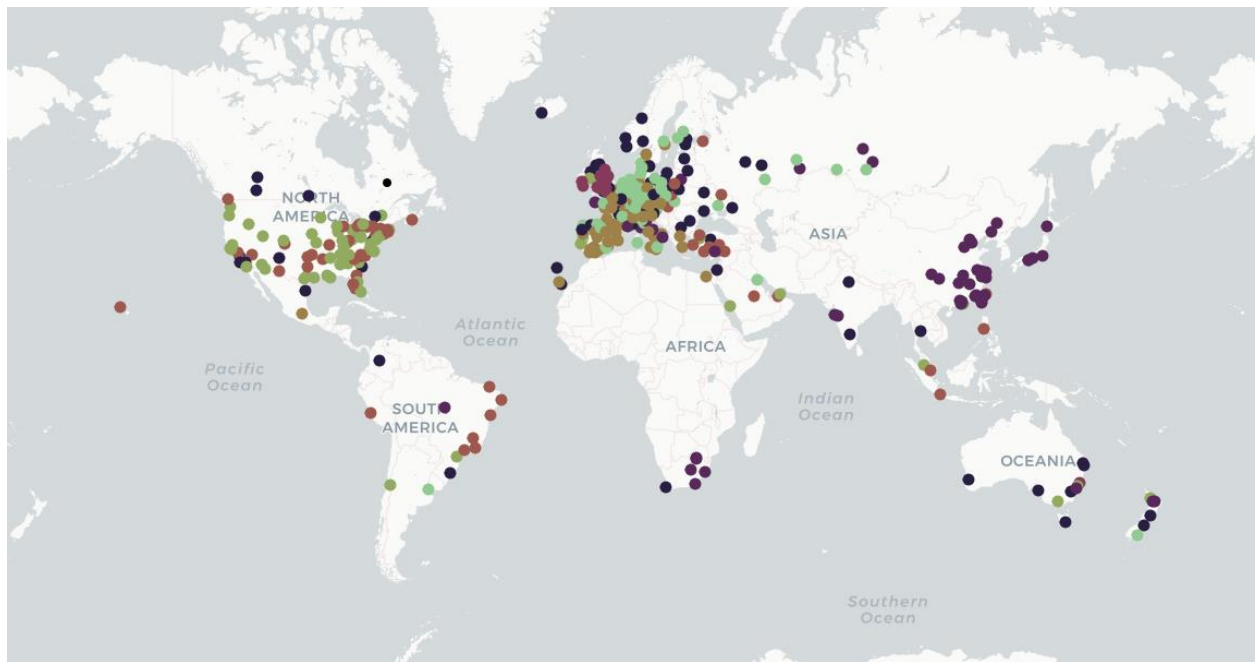 NORTH
AMERICA
ASIA
Atlantic
Ocean
AFRICA
Pacific
Ocean
SOUTH
AMERICA
Indian
Ocean
OCEANIA
Southern
Ocean